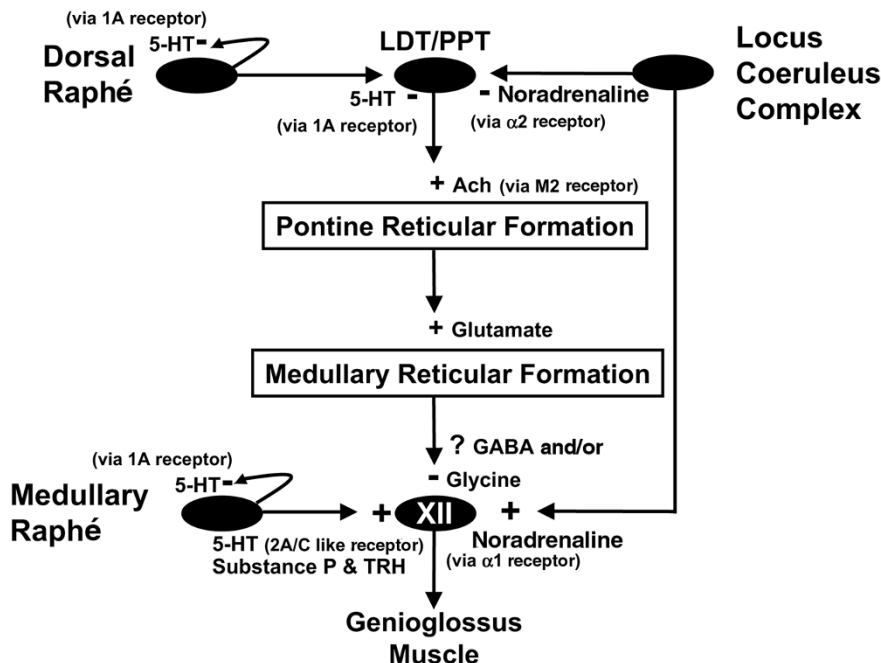 (via 1A receptor)
5-HT-
Dorsal
Raphé
LDT/PPT
Locus
Coeruleus
Complex
5-HT -
(via 1A receptor)
- Noradrenaline
(via α2 receptor)
+ Ach (via M2 receptor)
Pontine Reticular Formation
+ Glutamate
Medullary Reticular Formation
? GABA and/or
- Glycine
(via 1A receptor)
5-HT-
Medullary
Raphé
+ XII +
5-HT (2A/C like receptor)
Substance P & TRH
Noradrenaline
(via α1 receptor)
Genioglossus
Muscle